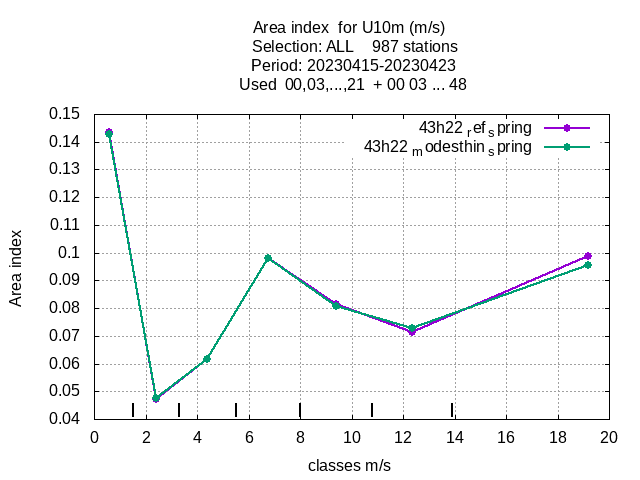 Area index  for U10m (m/s)
Selection: ALL    987 stations
Period: 20230415-20230423
Used  00,03,...,21  + 00 03 ... 48
43h22 refspring
43h22 modesthin spring
0.15
0.14
0.13
0.12
0.11
0.1
0.09
0.08
0.07
0.06
0.05
0.04
Area index
0 2 4 6 8 10 12 14 16 18 20
classes m/s